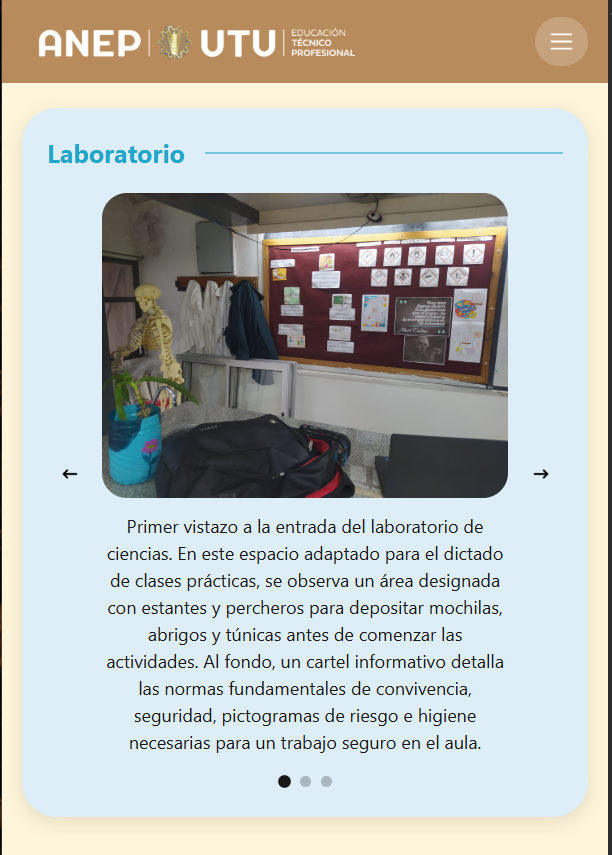 ANEP UTU EDUCACIÓN
TÉCNICO
PROFESIONAL
Laboratorio
Primer vistazo a la entrada del laboratorio de
ciencias. En este espacio adaptado para el dictado
de clases prácticas, se observa un área designada
con estantes y percheros para depositar mochilas,
abrigos y túnicas antes de comenzar las
actividades. Al fondo, un cartel informativo detalla
las normas fundamentales de convivencia,
seguridad, pictogramas de riesgo e higiene
necesarias para un trabajo seguro en el aula.